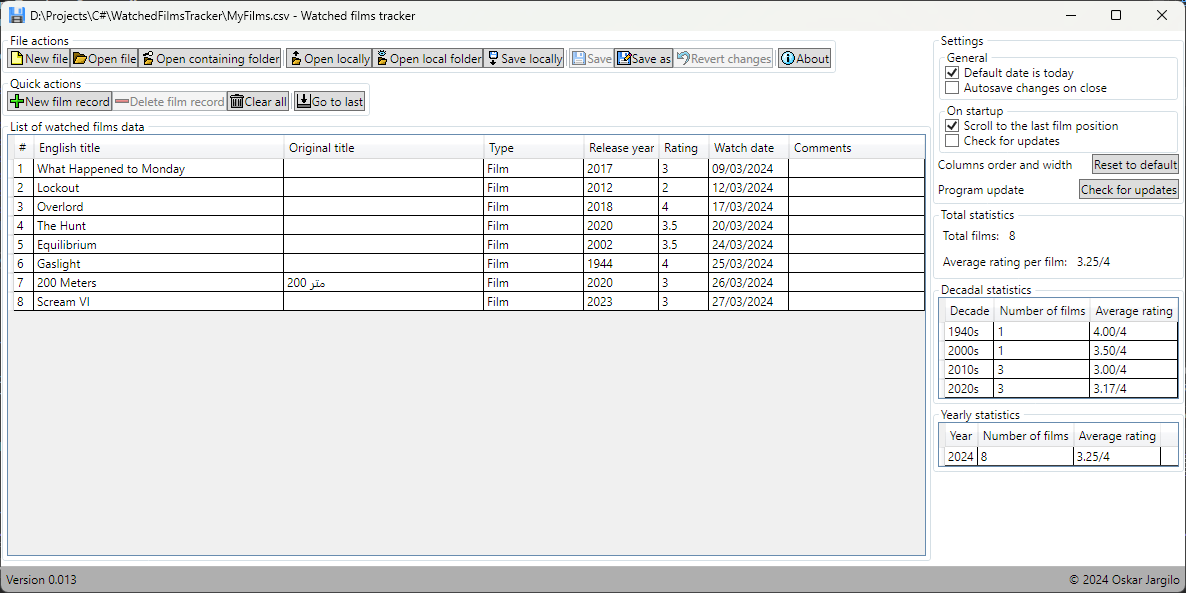 D:\Projects\C#\WatchedFilmsTracker\MyFilms.csv - Watched films tracker
File actions
New file Open file Open containing folder Open locally Open local folder Save locally Save Save as Revert changes About
Quick actions
New film record Delete film record Clear all Go to last
List of watched films data
# English title Original title Type Release year Rating Watch date Comments
1 What Happened to Monday Film 2017 3 09/03/2024
2 Lockout Film 2012 2 12/03/2024
3 Overlord Film 2018 4 17/03/2024
4 The Hunt Film 2020 3.5 20/03/2024
5 Equilibrium Film 2002 3.5 24/03/2024
6 Gaslight Film 1944 4 25/03/2024
7 200 Meters 200 متر Film 2020 3 26/03/2024
8 Scream VI Film 2023 3 27/03/2024
Settings
General
Default date is today
Autosave changes on close
On startup
Scroll to the last film position
Check for updates
Columns order and width Reset to default
Program update Check for updates
Total statistics
Total films: 8
Average rating per film: 3.25/4
Decadal statistics
Decade Number of films Average rating
1940s 1 4.00/4
2000s 1 3.50/4
2010s 3 3.00/4
2020s 3 3.17/4
Yearly statistics
Year Number of films Average rating
2024 8 3.25/4
Version 0.013 © 2024 Oskar Jargilo